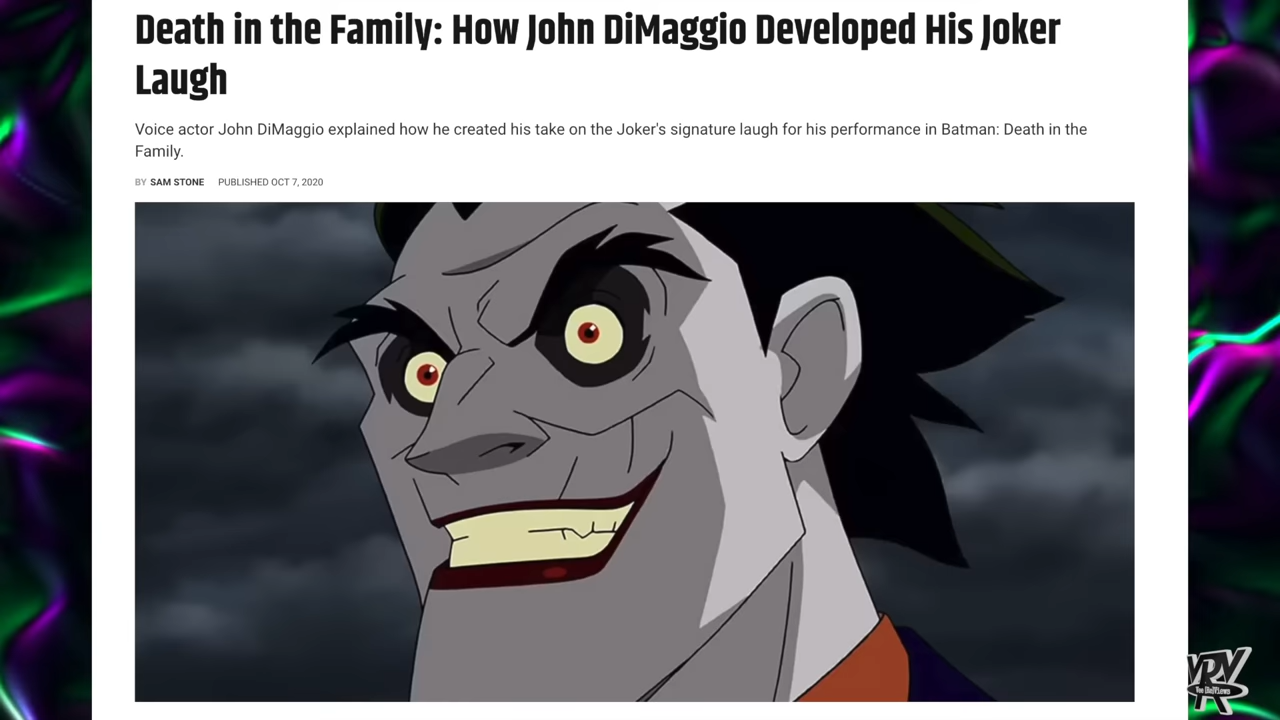 Death in the Family: How John DiMaggio Developed His Joker
Laugh
Voice actor John DiMaggio explained how he created his take on the Joker's signature laugh for his performance in Batman: Death in the
Family.
BY SAM STONE PUBLISHED OCT 7, 2020
VRV